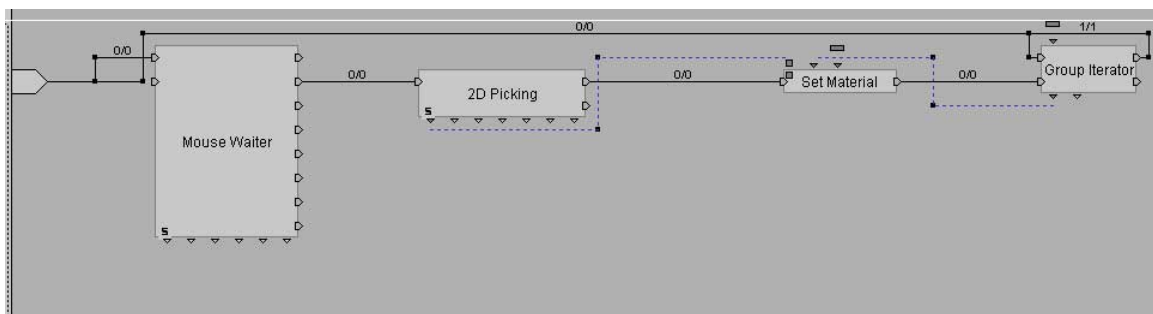 0/0
1/1
0/0
Group Iterator
0/0
0/0
0/0
Set Material
2D Picking
S
Mouse Waiter
S